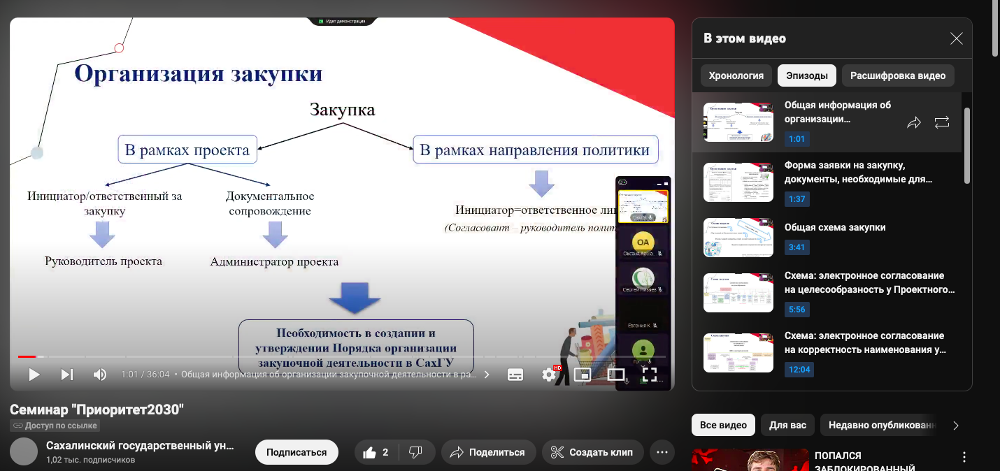 Идет демонстрация
Организация закупки
Закупка
В рамках проекта
В рамках направления политики
Инициатор/ответственный за
закупку
Документальное
сопровождение
Инициатор=ответственное
(Согласовант – руководитель
Руководитель проекта
Администратор проекта
Необходимость в создании и
утверждении Порядка организации
закупочной деятельности в СахГУ
ОА
Оксана
Сергей Низяев
Евгения К
1:01 / 36:04 • Общая информация об организации закупочной деятельности в ра...
HD
Семинар "Приоритет2030"
Доступ по ссылке
Сахалинский государственный ун...
1,02 тыс. подписчиков
Подписаться
2
Поделиться
Создать клип
В этом видео
Хронология
Эпизоды
Расшифровка видео
Общая информация об
организации...
1:01
Форма заявки на закупку,
документы, необходимые для...
1:37
Общая схема закупки
3:41
Схема: электронное согласование
на целесообразность у Проектного...
5:56
Схема: электронное согласование
на корректность наименования у...
12:04
Все видео
Для вас
Недавно опубликован
ПОПАЛСЯ
ЗАБЛОКИРОВАННЫЙ